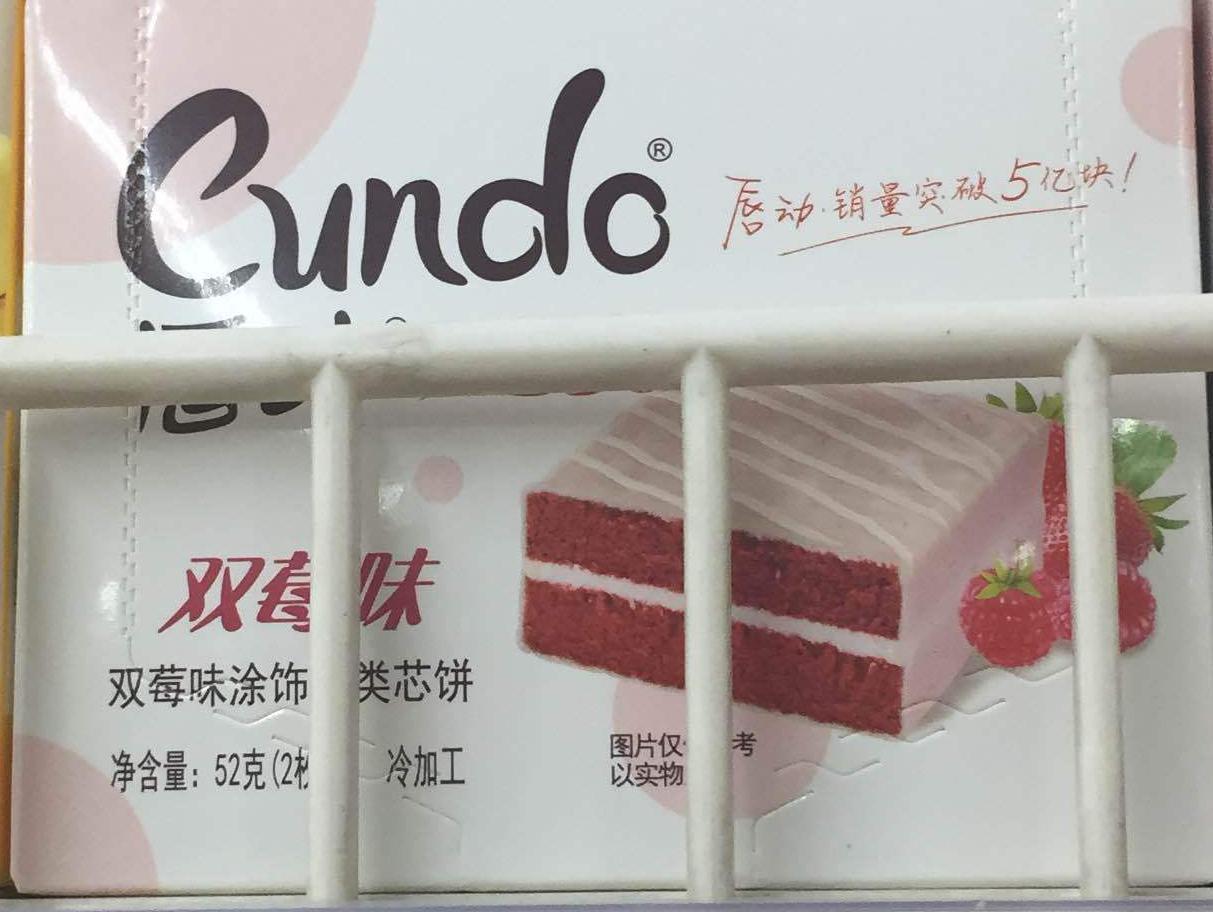 Cundo®
唇动·销量突破5亿块!
双莓味
双莓味涂饰 类芯饼
净含量: 52克(2枚 冷加工
图片仅 考
以实物